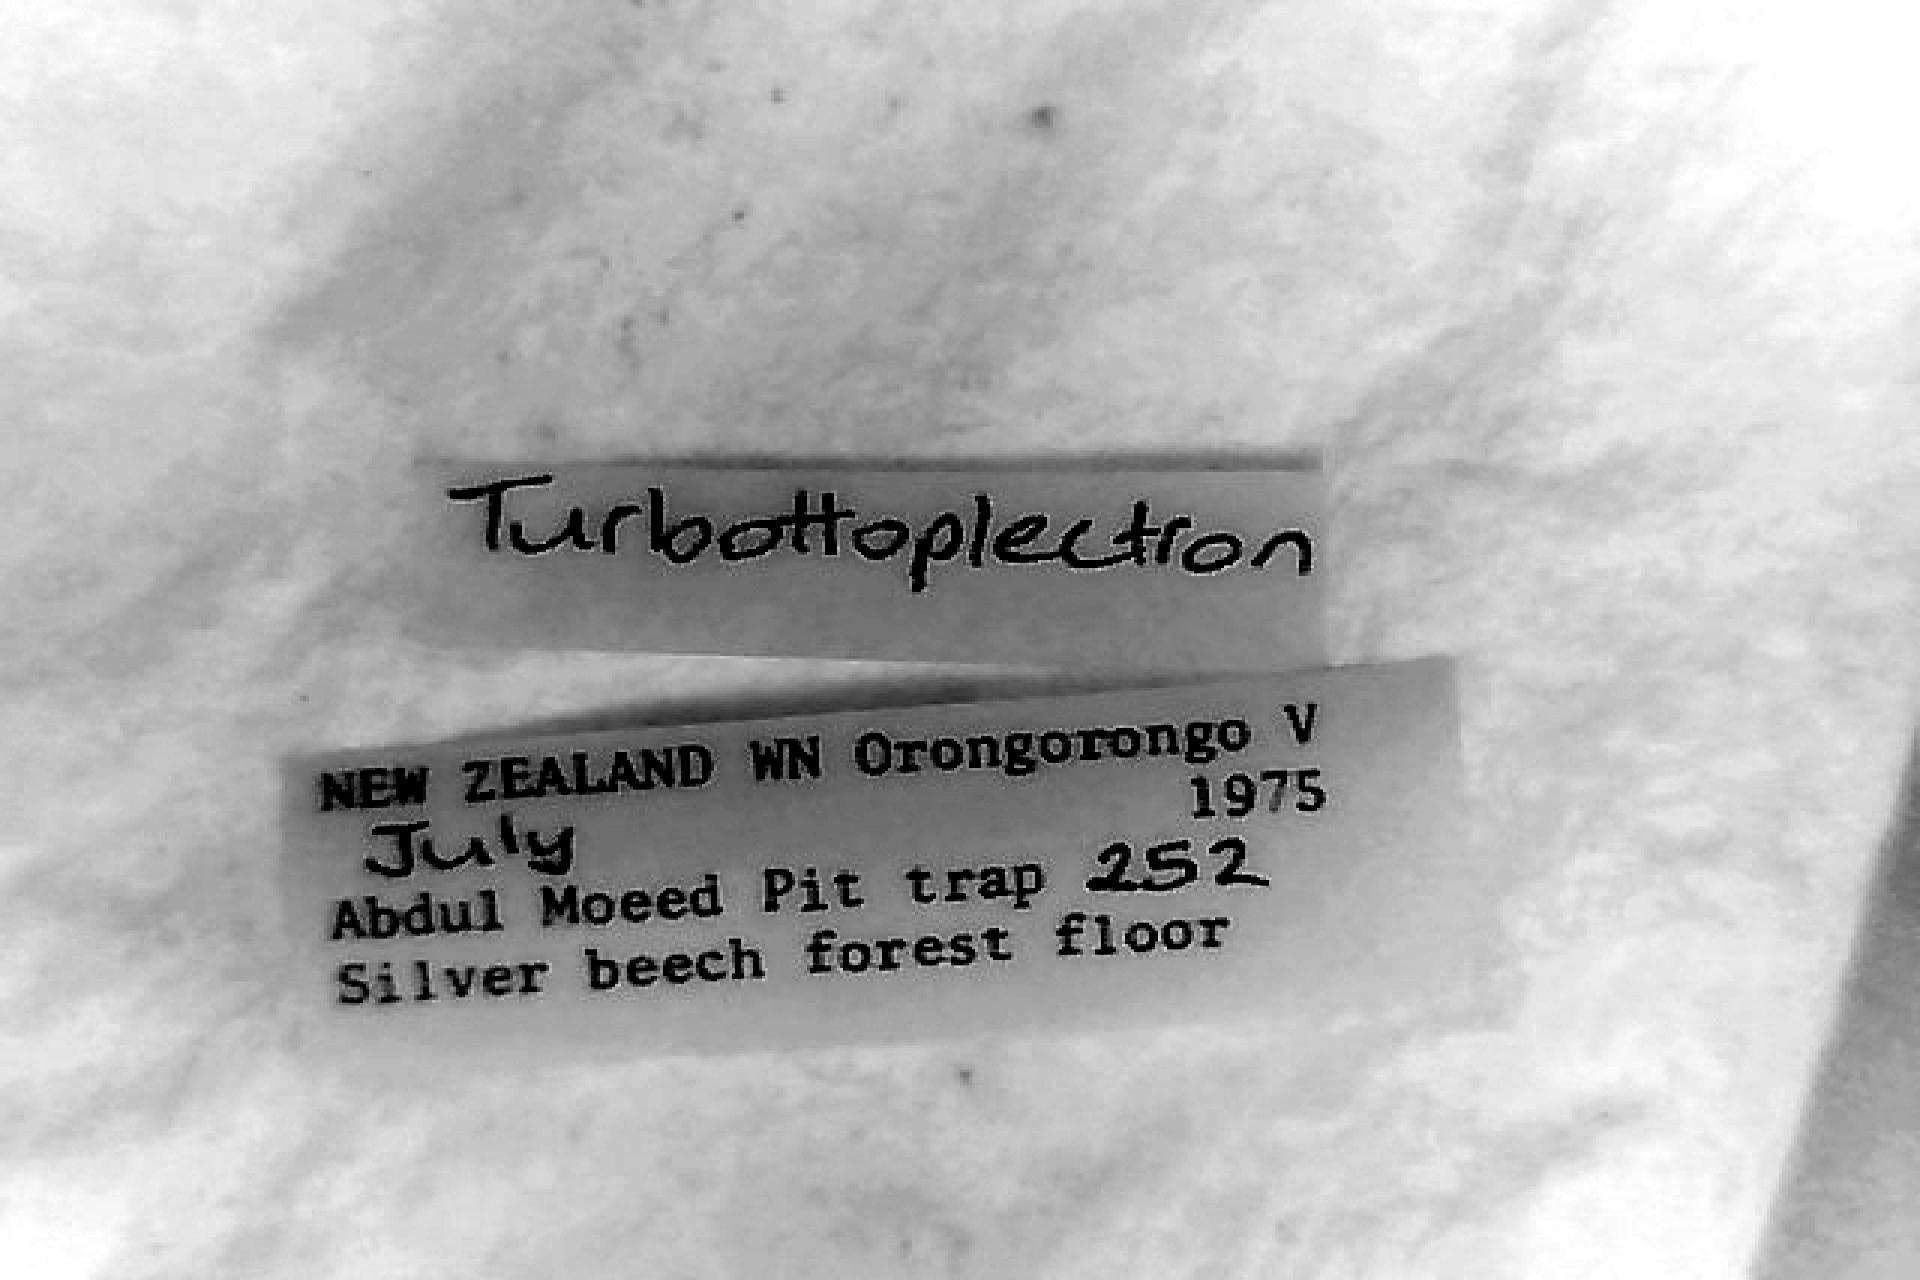 Turbottoplectron
NEW ZEALAND WN Orongorongo V
July 1975
Abdul Moeed Pit trap 252
Silver beech forest floor